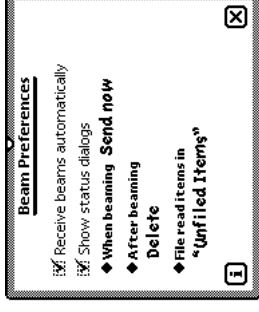 Beam Preferences
Receive beams automatically
Show status dialogs
When beaming Send now
After beaming
Delete
File read items in
“Unfiled Items”
i